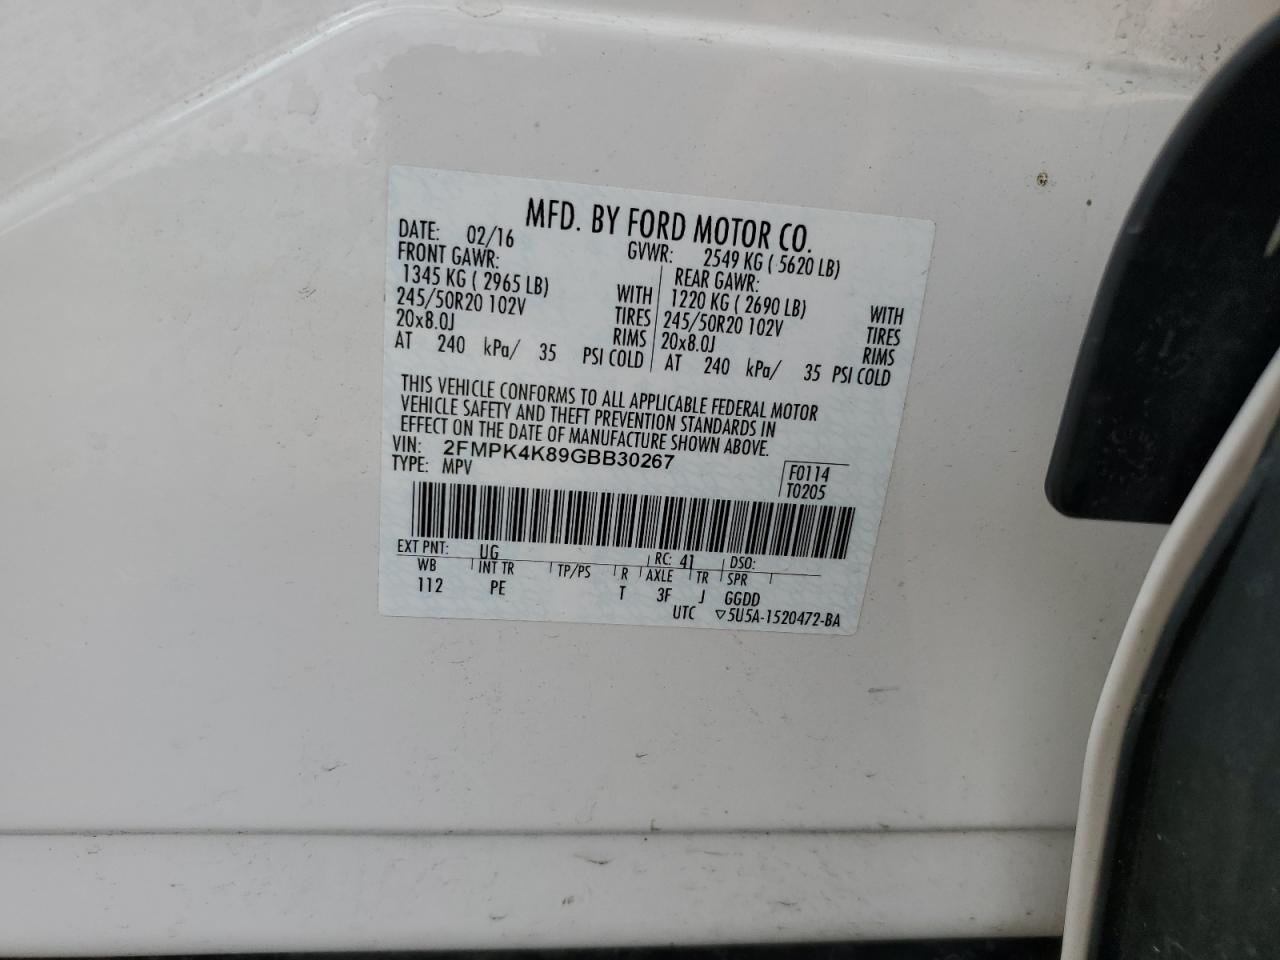 MFD. BY FORD MOTOR CO.
DATE: 02/16 GVWR: 2549 KG ( 5620 LB)
FRONT GAWR: REAR GAWR:
1345 KG ( 2965 LB) WITH 1220 KG ( 2690 LB) WITH
245/50R20 102V TIRES 245/50R20 102V TIRES
20x8.0J RIMS 20x8.0J RIMS
AT 240 kPa/ 35 PSI COLD AT 240 kPa/ 35 PSI COLD
THIS VEHICLE CONFORMS TO ALL APPLICABLE FEDERAL MOTOR
VEHICLE SAFETY AND THEFT PREVENTION STANDARDS IN
EFFECT ON THE DATE OF MANUFACTURE SHOWN ABOVE.
VIN: 2FMPK4K89GBB30267
TYPE: MPV F0114
T0205
EXT PNT: UG RC: 41 DSO:
WB INT TR TP/PS R AXLE TR SPR
112 PE T 3F J GGDD
UTC ▽5U5A-1520472-BA